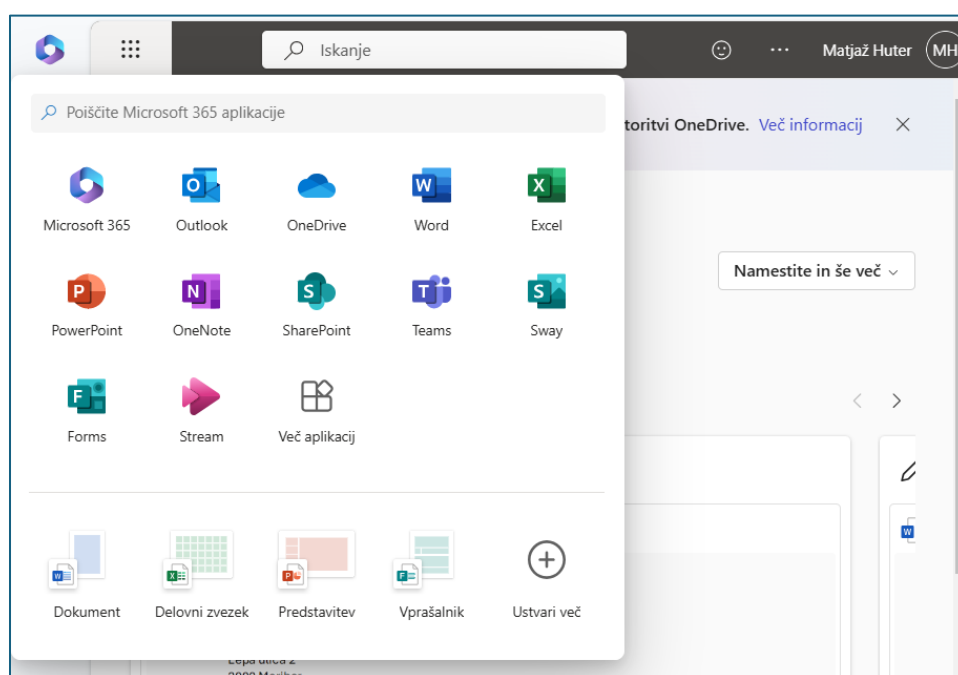 Iskanje
Matjaž Huter
MH
Poiščite Microsoft 365 aplikacije
toritvi OneDrive. Več informacij
Microsoft 365
Outlook
OneDrive
Word
Excel
Namestite in še več
PowerPoint
OneNote
SharePoint
Teams
Sway
Forms
Stream
Več aplikacij
Dokument
Delovni zvezek
Predstavitev
Vprašalnik
Ustvari več
Lepa ulica 2
2000 Maribor